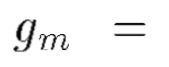 g_m =